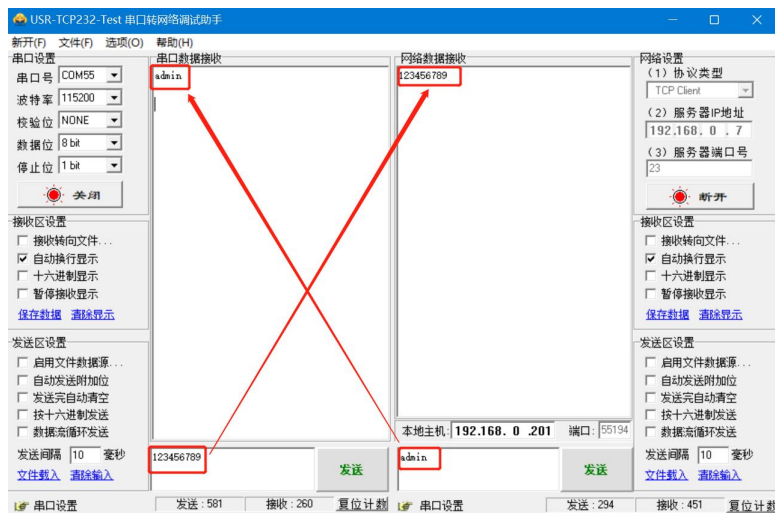 USR-TCP232-Test 串口转网络调试助手
新开(F) 文件(F) 选项(O) 帮助(H)
串口设置
串口号 COM55
波特率 115200
校验位 NONE
数据位 8 bit
停止位 1 bit
关闭
接收区设置
接收转向文件...
自动换行显示
十六进制显示
暂停接收显示
保存数据 清除显示
发送区设置
启用文件数据源...
自动发送附加位
发送完自动清空
按十六进制发送
数据流循环发送
发送间隔 10 毫秒
文件载入 清除输入
串口数据接收
admin
123456789
发送
网络数据接收
123456789
本地主机: 192.168. 0 .201 端口: 55194
admin
发送
网络设置
(1) 协议类型
TCP Client
(2) 服务器IP地址
192.168. 0 . 7
(3) 服务器端口号
23
断开
接收区设置
接收转向文件...
自动换行显示
十六进制显示
暂停接收显示
保存数据 清除显示
发送区设置
启用文件数据源...
自动发送附加位
发送完自动清空
按十六进制发送
数据流循环发送
发送间隔 10 毫秒
文件载入 清除输入
串口设置 发送 : 581 接收 : 260 复位计数
串口设置 发送 : 294 接收 : 451 复位计数